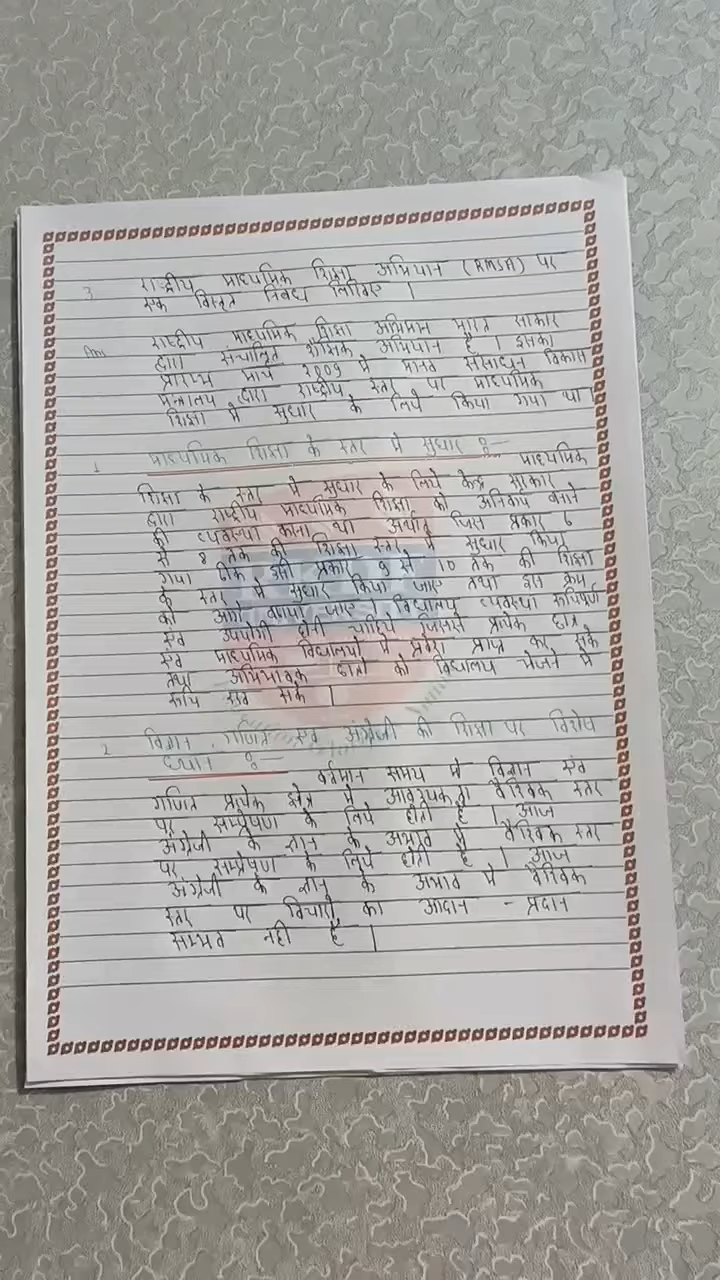 3 राष्ट्रीय माध्यमिक शिक्षा अभियान (RMSA) पर
एक विस्तृत निबंध लिखिए |
Ans राष्ट्रीय माध्यमिक शिक्षा अभियान भारत सरकार
द्वारा संचालित शैक्षिक अभियान है | इसका
प्रारम्भ मार्च 2009 में मानव संसाधन विकास
मन्त्रालय द्वारा राष्ट्रीय स्तर पर माध्यमिक
शिक्षा में सुधार के लिये किया गया था |
1 माध्यमिक शिक्षा के स्तर में सुधार :—
माध्यमिक
शिक्षा के स्तर में सुधार के लिये केन्द्र सरकार
द्वारा राष्ट्रीय माध्यमिक शिक्षा को अनिवार्य बनाने
की व्यवस्था करना था अर्थात् जिस प्रकार 6
से 8 तक की शिक्षा स्तर में सुधार किया
गया ठीक इसी प्रकार 9 से 10 तक की शिक्षा
के स्तर में सुधार किया जाए तथा इस क्रम
को आगे बढाया जाए विद्यालय व्यवस्था रूचिपूर्ण
एवं उपयोगी होनी चाहिये जिससे प्रत्येक छात्र
एवं माध्यमिक विद्यालयों में प्रवेश प्राप्त कर सके
तथा अभिभावक छात्रो को विद्यालय भेजने में
रूचि रख सके |
2 विज्ञान, गणित एवं अंग्रेजी की शिक्षा पर विशेष
ध्यान :—
वर्तमान समय में विज्ञान एवं
गणित प्रत्येक क्षेत्र में आवश्यकता वैश्विक स्तर
पर सम्प्रेषण के लिये होती है | आज
अंग्रेजी के ज्ञान के अभाव में वैश्विक स्तर
पर सम्प्रेषण के लिये होती है | आज
अंग्रेजी के ज्ञान के अभाव में वैश्विक
स्तर पर विचारो का आदान - प्रदान
सम्भव नही है |